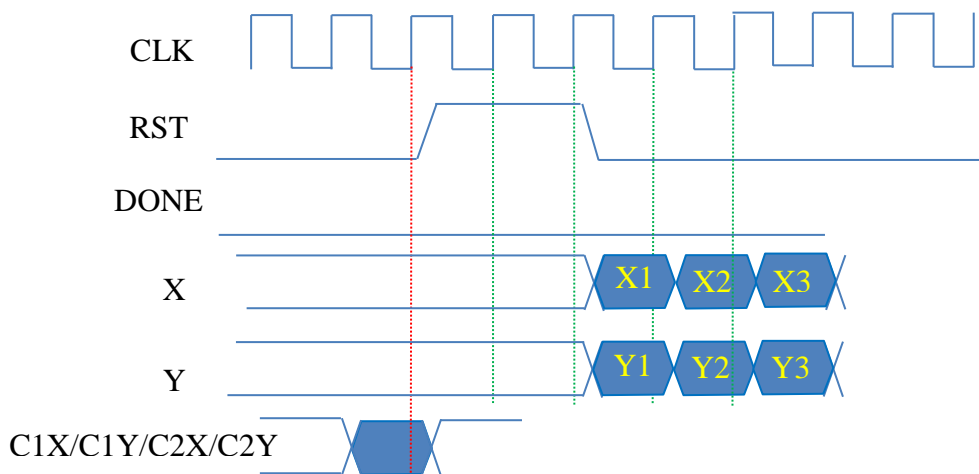 CLK
RST
DONE
X
X1 X2 X3
Y
Y1 Y2 Y3
C1X/C1Y/C2X/C2Y